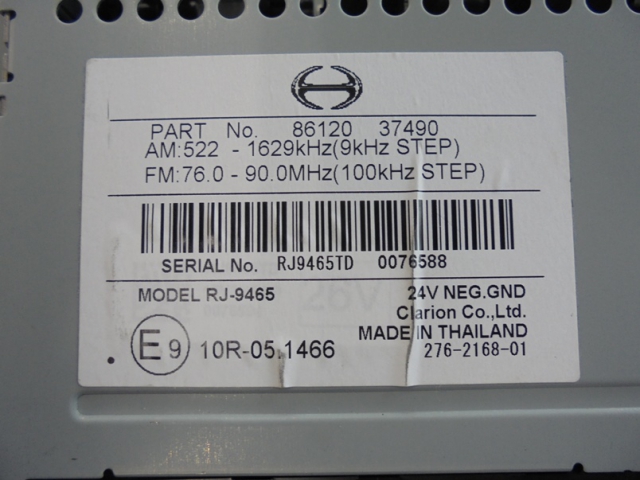 PART No. 86120 37490
AM:522 - 1629kHz(9kHz STEP)
FM:76.0 - 90.0MHz(100kHz STEP)
SERIAL No. RJ9465TD 0076588
MODEL RJ-9465 24V NEG.GND
Clarion Co.,Ltd.
MADE IN THAILAND
E9 10R-05.1466 276-2168-01